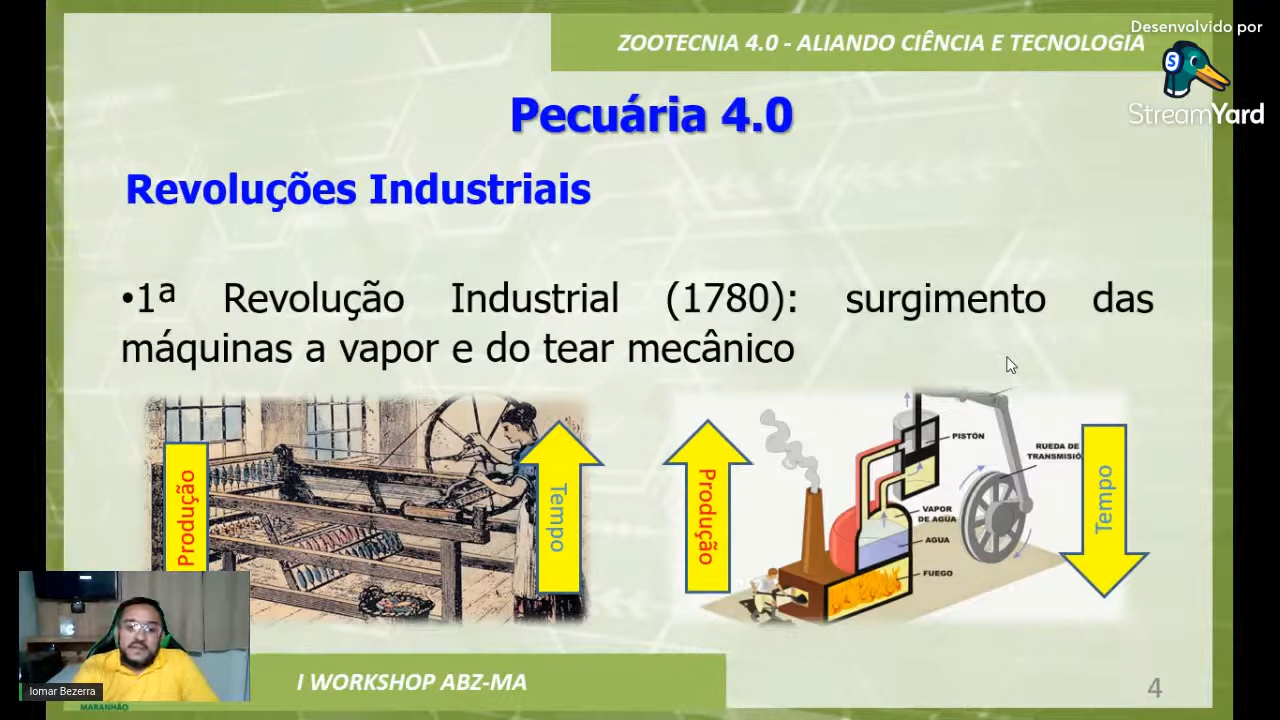 Desenvolvido por
StreamYard
ZOOTECNIA 4.0 - ALIANDO CIÊNCIA E TECNOLOGIA
Pecuária 4.0
Revoluções Industriais
•1ª Revolução Industrial (1780): surgimento das
máquinas a vapor e do tear mecânico
Produção
Tempo
Produção
PISTÓN
RUEDA DE
TRANSMISIÓ
VAPOR
DE AGUA
AGUA
FUEGO
Tempo
Iomar Bezerra
MARANHÃO
I WORKSHOP ABZ-MA
4